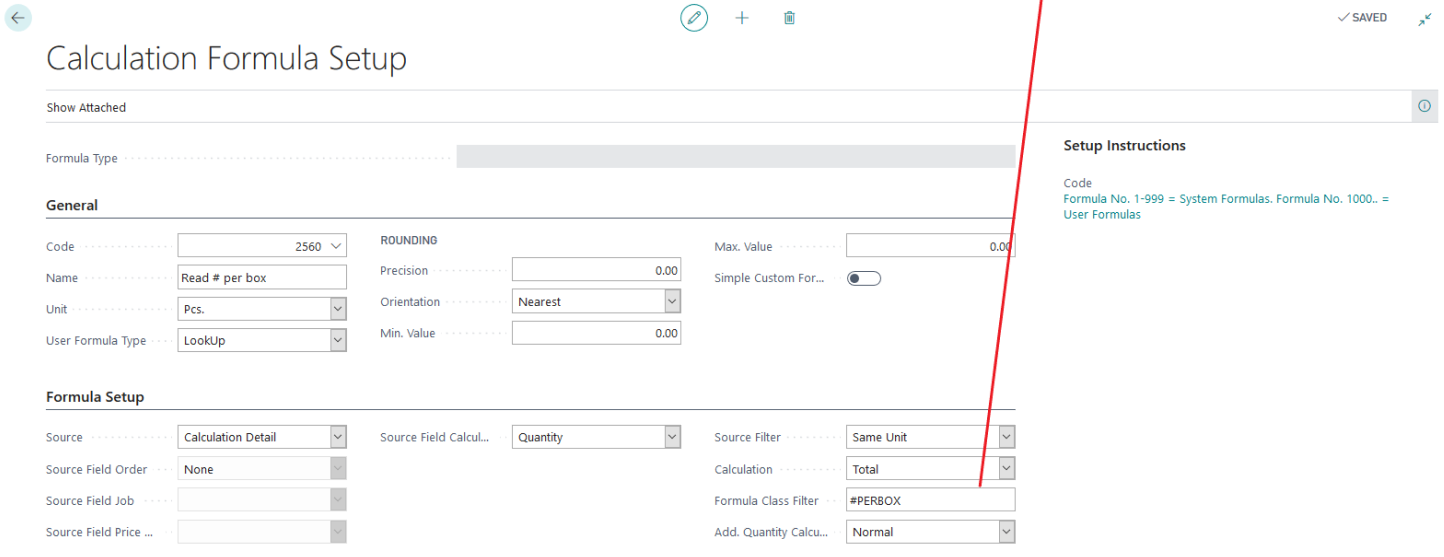 SAVED
Calculation Formula Setup
Show Attached
Formula Type
Setup Instructions
Code
Formula No. 1-999 = System Formulas. Formula No. 1000.. =
User Formulas
General
Code 2560
Name Read # per box
Unit Pcs.
User Formula Type LookUp
ROUNDING
Precision 0.00
Orientation Nearest
Min. Value 0.00
Max. Value 0.00
Simple Custom For...
Formula Setup
Source Calculation Detail
Source Field Order None
Source Field Job
Source Field Price ...
Source Field Calcul... Quantity
Source Filter Same Unit
Calculation Total
Formula Class Filter #PERBOX
Add. Quantity Calcu... Normal